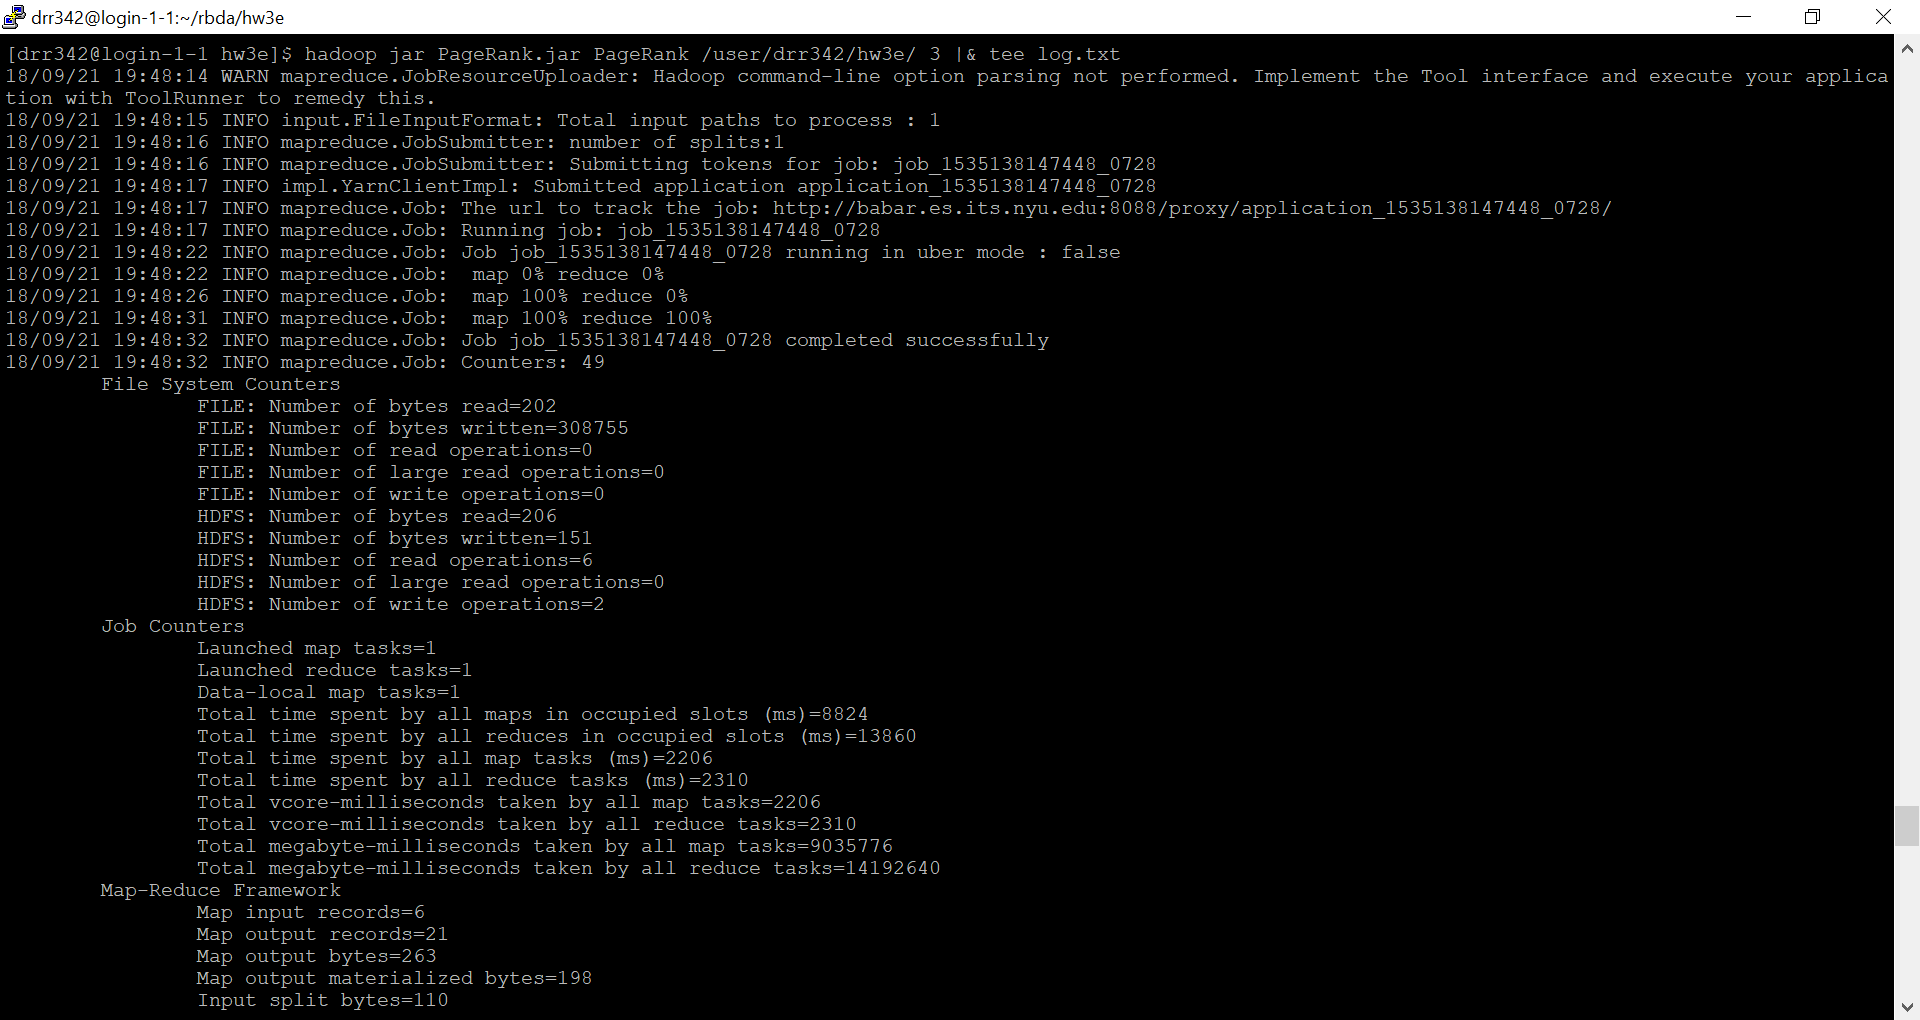 drr342@login-1-1:~/rbda/hw3e
[drr342@login-1-1 hw3e]$ hadoop jar PageRank.jar PageRank /user/drr342/hw3e/ 3 |& tee log.txt
18/09/21 19:48:14 WARN mapreduce.JobResourceUploader: Hadoop command-line option parsing not performed. Implement the Tool interface and execute your applica
tion with ToolRunner to remedy this.
18/09/21 19:48:15 INFO input.FileInputFormat: Total input paths to process : 1
18/09/21 19:48:16 INFO mapreduce.JobSubmitter: number of splits:1
18/09/21 19:48:16 INFO mapreduce.JobSubmitter: Submitting tokens for job: job_1535138147448_0728
18/09/21 19:48:17 INFO impl.YarnClientImpl: Submitted application application_1535138147448_0728
18/09/21 19:48:17 INFO mapreduce.Job: The url to track the job: http://babar.es.its.nyu.edu:8088/proxy/application_1535138147448_0728/
18/09/21 19:48:17 INFO mapreduce.Job: Running job: job_1535138147448_0728
18/09/21 19:48:22 INFO mapreduce.Job: Job job_1535138147448_0728 running in uber mode : false
18/09/21 19:48:22 INFO mapreduce.Job:  map 0% reduce 0%
18/09/21 19:48:26 INFO mapreduce.Job:  map 100% reduce 0%
18/09/21 19:48:31 INFO mapreduce.Job:  map 100% reduce 100%
18/09/21 19:48:32 INFO mapreduce.Job: Job job_1535138147448_0728 completed successfully
18/09/21 19:48:32 INFO mapreduce.Job: Counters: 49
File System Counters
FILE: Number of bytes read=202
FILE: Number of bytes written=308755
FILE: Number of read operations=0
FILE: Number of large read operations=0
FILE: Number of write operations=0
HDFS: Number of bytes read=206
HDFS: Number of bytes written=151
HDFS: Number of read operations=6
HDFS: Number of large read operations=0
HDFS: Number of write operations=2
Job Counters
Launched map tasks=1
Launched reduce tasks=1
Data-local map tasks=1
Total time spent by all maps in occupied slots (ms)=8824
Total time spent by all reduces in occupied slots (ms)=13860
Total time spent by all map tasks (ms)=2206
Total time spent by all reduce tasks (ms)=2310
Total vcore-milliseconds taken by all map tasks=2206
Total vcore-milliseconds taken by all reduce tasks=2310
Total megabyte-milliseconds taken by all map tasks=9035776
Total megabyte-milliseconds taken by all reduce tasks=14192640
Map-Reduce Framework
Map input records=6
Map output records=21
Map output bytes=263
Map output materialized bytes=198
Input split bytes=110